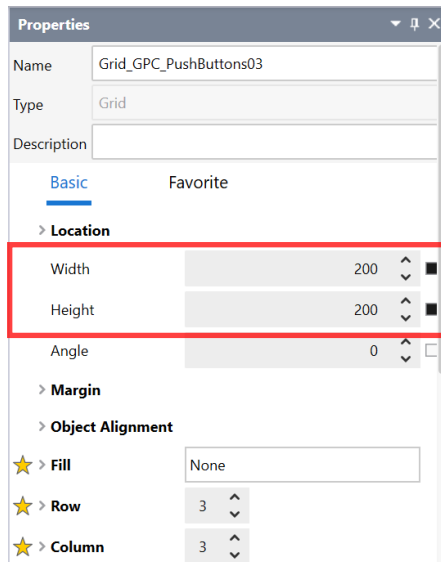 Properties
Name Grid_GPC_PushButtons03
Type Grid
Description
Basic Favorite
Location
Width 200
Height 200
Angle 0
Margin
Object Alignment
Fill None
Row 3
Column 3